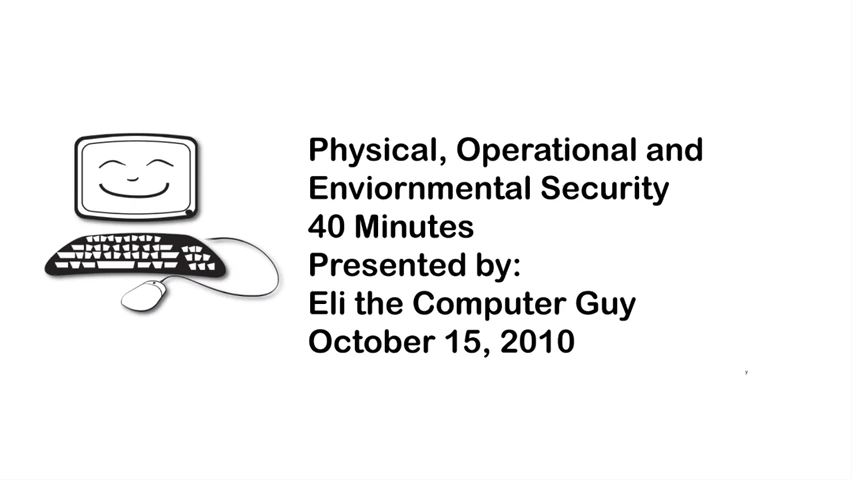 Physical, Operational and
Enviornmental Security
40 Minutes
Presented by:
Eli the Computer Guy
October 15, 2010
y